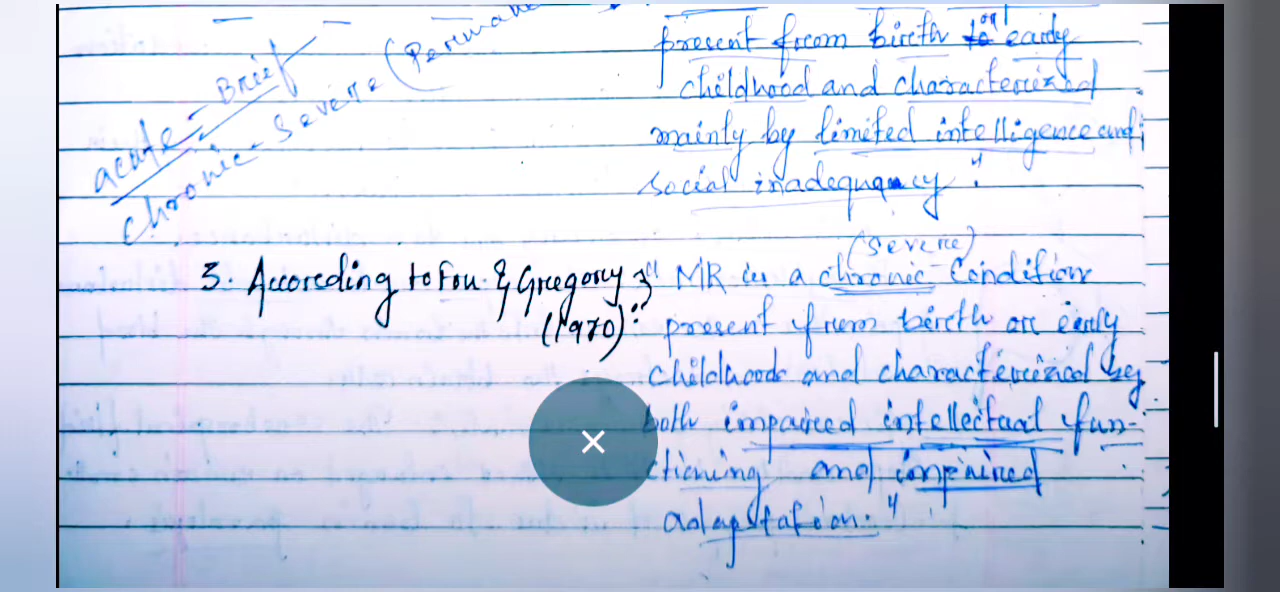 acute = Brief
Chronic - Severe (Permane
present from birth or early
childhood and characterized
mainly by limited intelligence and
social inadequacy."
(Severe)
3. According to Fou & Gregory
(1970):
" MR is a chronic Condition
present from birth or early
childhood and characterized by
both impaired intellectual fun-
ctioning and impaired
adaptation."